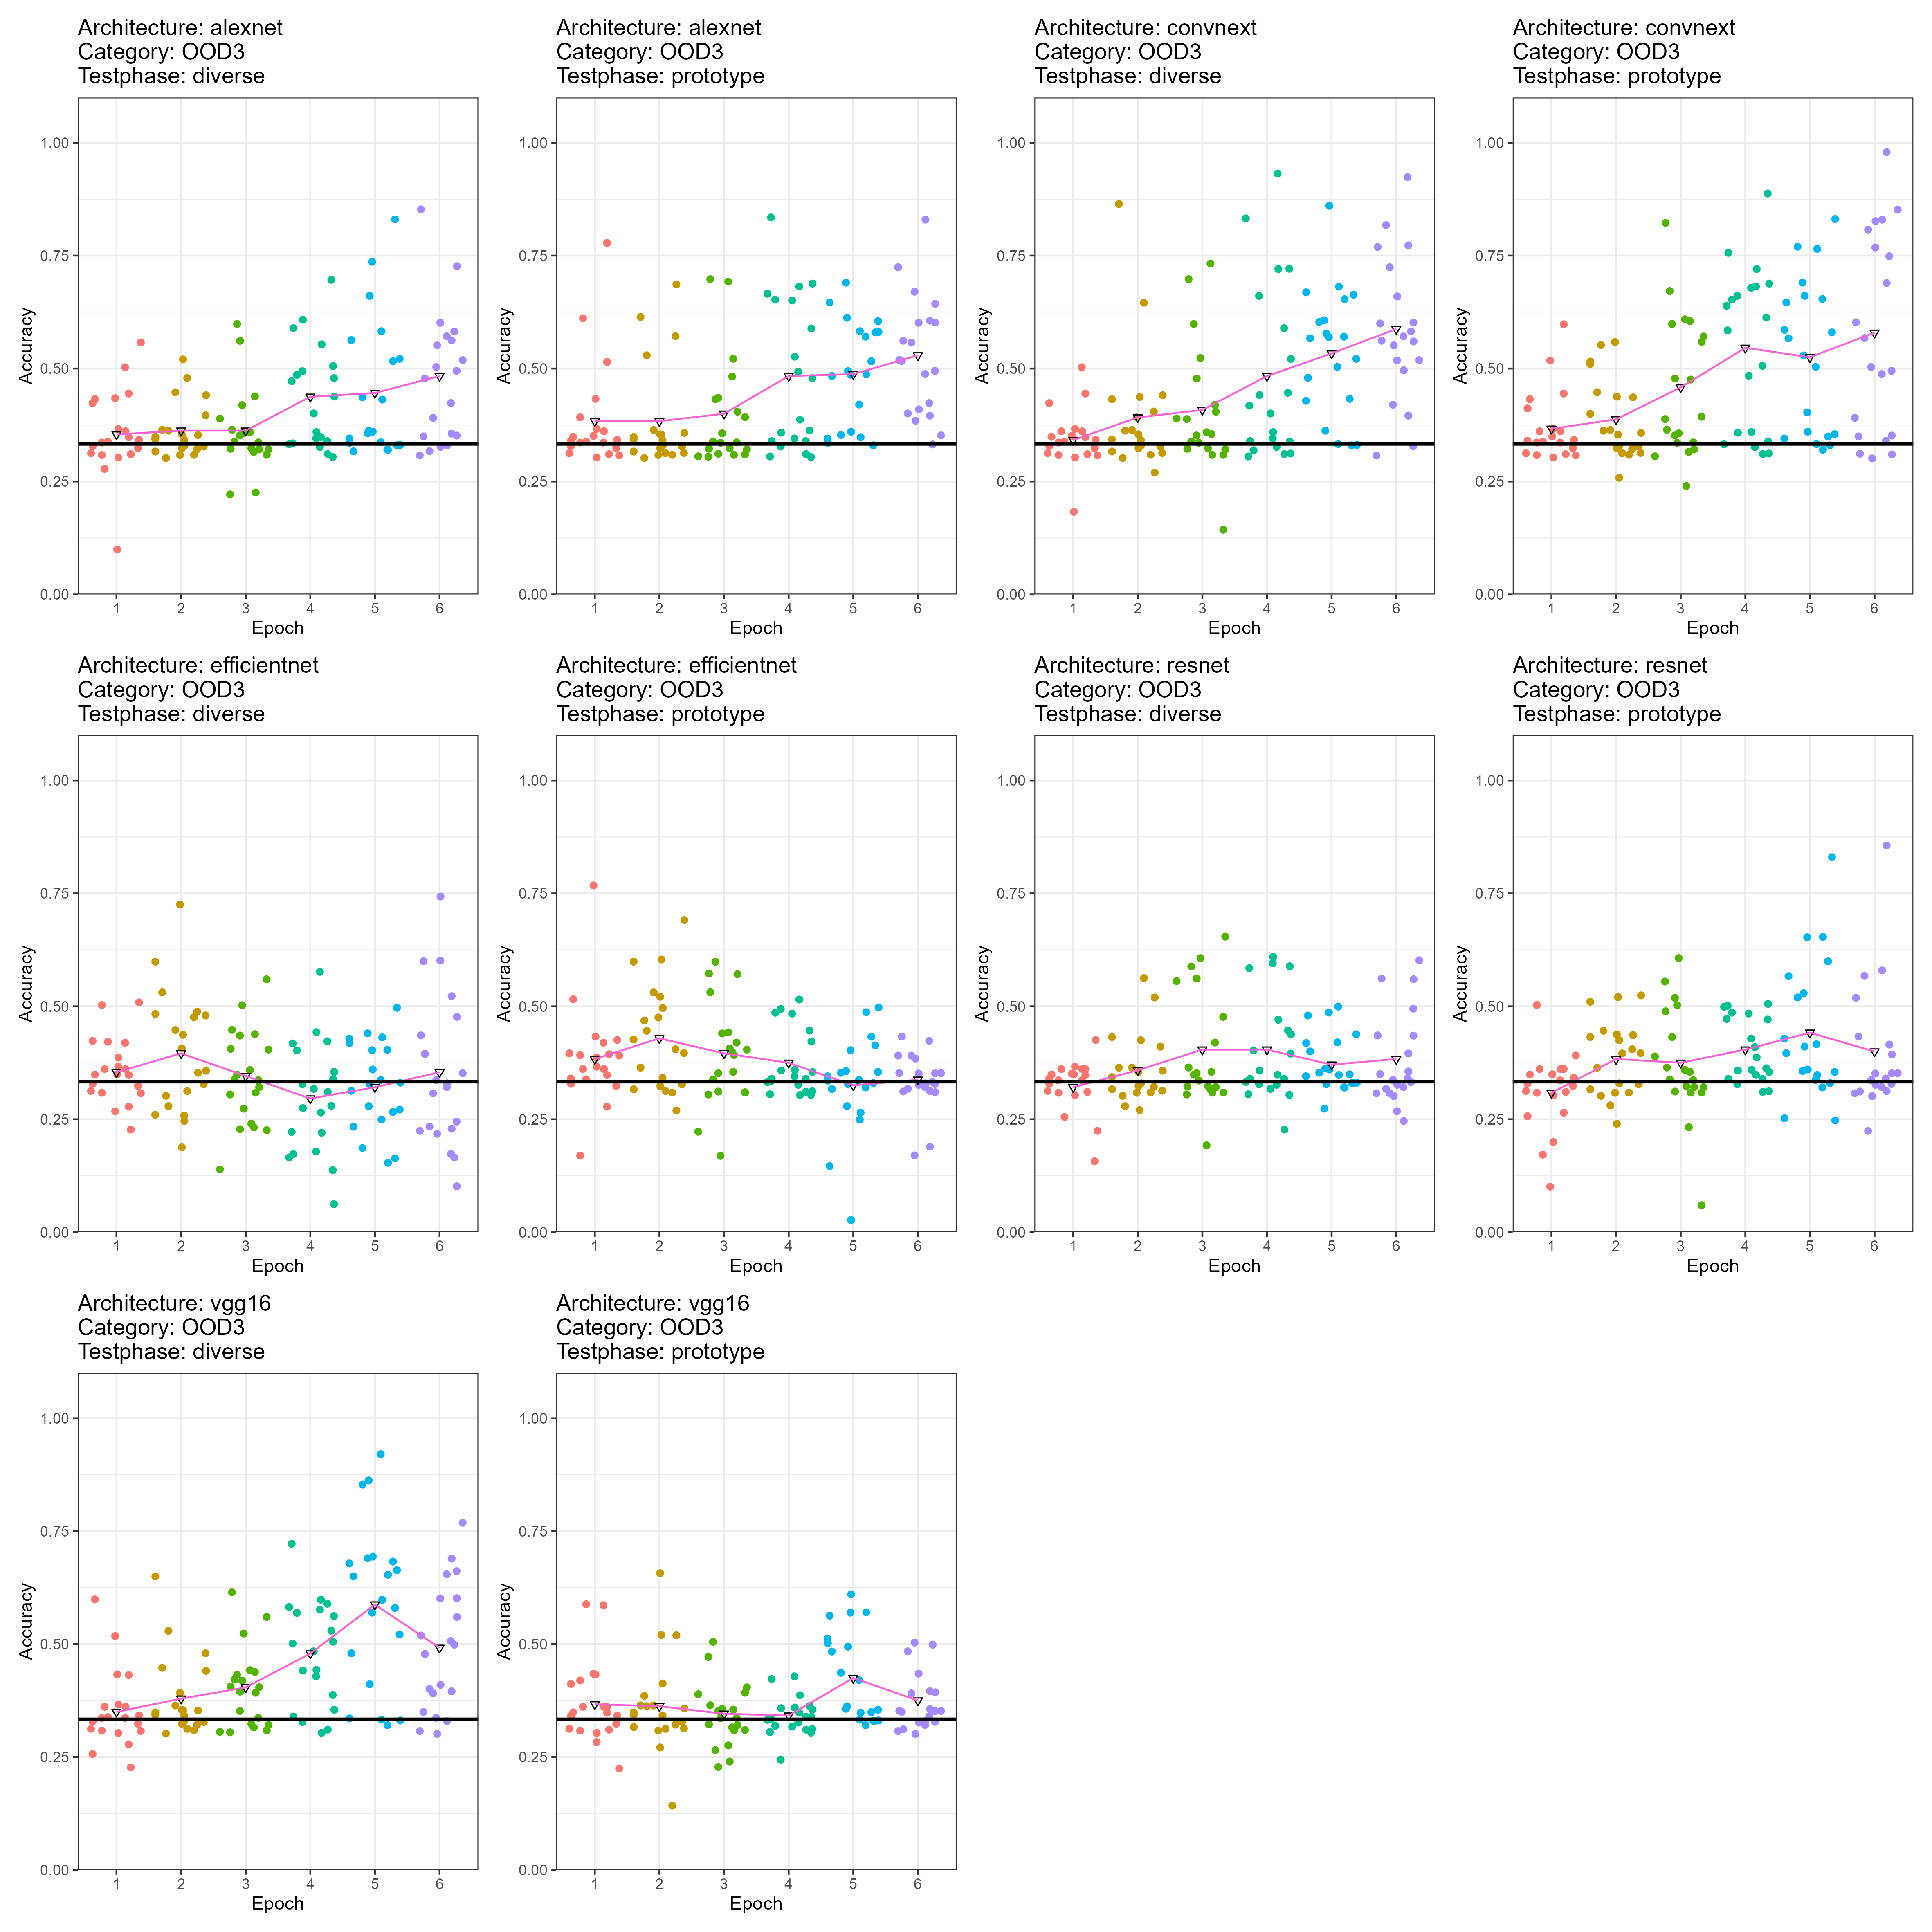 Architecture: alexnet
Category: OOD3
Testphase: diverse
1.00
0.75
0.50
0.25
0.00
Accuracy
1 2 3 4 5 6
Epoch
Architecture: alexnet
Category: OOD3
Testphase: prototype
1.00
0.75
0.50
0.25
0.00
Accuracy
1 2 3 4 5 6
Epoch
Architecture: convnext
Category: OOD3
Testphase: diverse
1.00
0.75
0.50
0.25
0.00
Accuracy
1 2 3 4 5 6
Epoch
Architecture: convnext
Category: OOD3
Testphase: prototype
1.00
0.75
0.50
0.25
0.00
Accuracy
1 2 3 4 5 6
Epoch
Architecture: efficientnet
Category: OOD3
Testphase: diverse
1.00
0.75
0.50
0.25
0.00
Accuracy
1 2 3 4 5 6
Epoch
Architecture: efficientnet
Category: OOD3
Testphase: prototype
1.00
0.75
0.50
0.25
0.00
Accuracy
1 2 3 4 5 6
Epoch
Architecture: resnet
Category: OOD3
Testphase: diverse
1.00
0.75
0.50
0.25
0.00
Accuracy
1 2 3 4 5 6
Epoch
Architecture: resnet
Category: OOD3
Testphase: prototype
1.00
0.75
0.50
0.25
0.00
Accuracy
1 2 3 4 5 6
Epoch
Architecture: vgg16
Category: OOD3
Testphase: diverse
1.00
0.75
0.50
0.25
0.00
Accuracy
1 2 3 4 5 6
Epoch
Architecture: vgg16
Category: OOD3
Testphase: prototype
1.00
0.75
0.50
0.25
0.00
Accuracy
1 2 3 4 5 6
Epoch